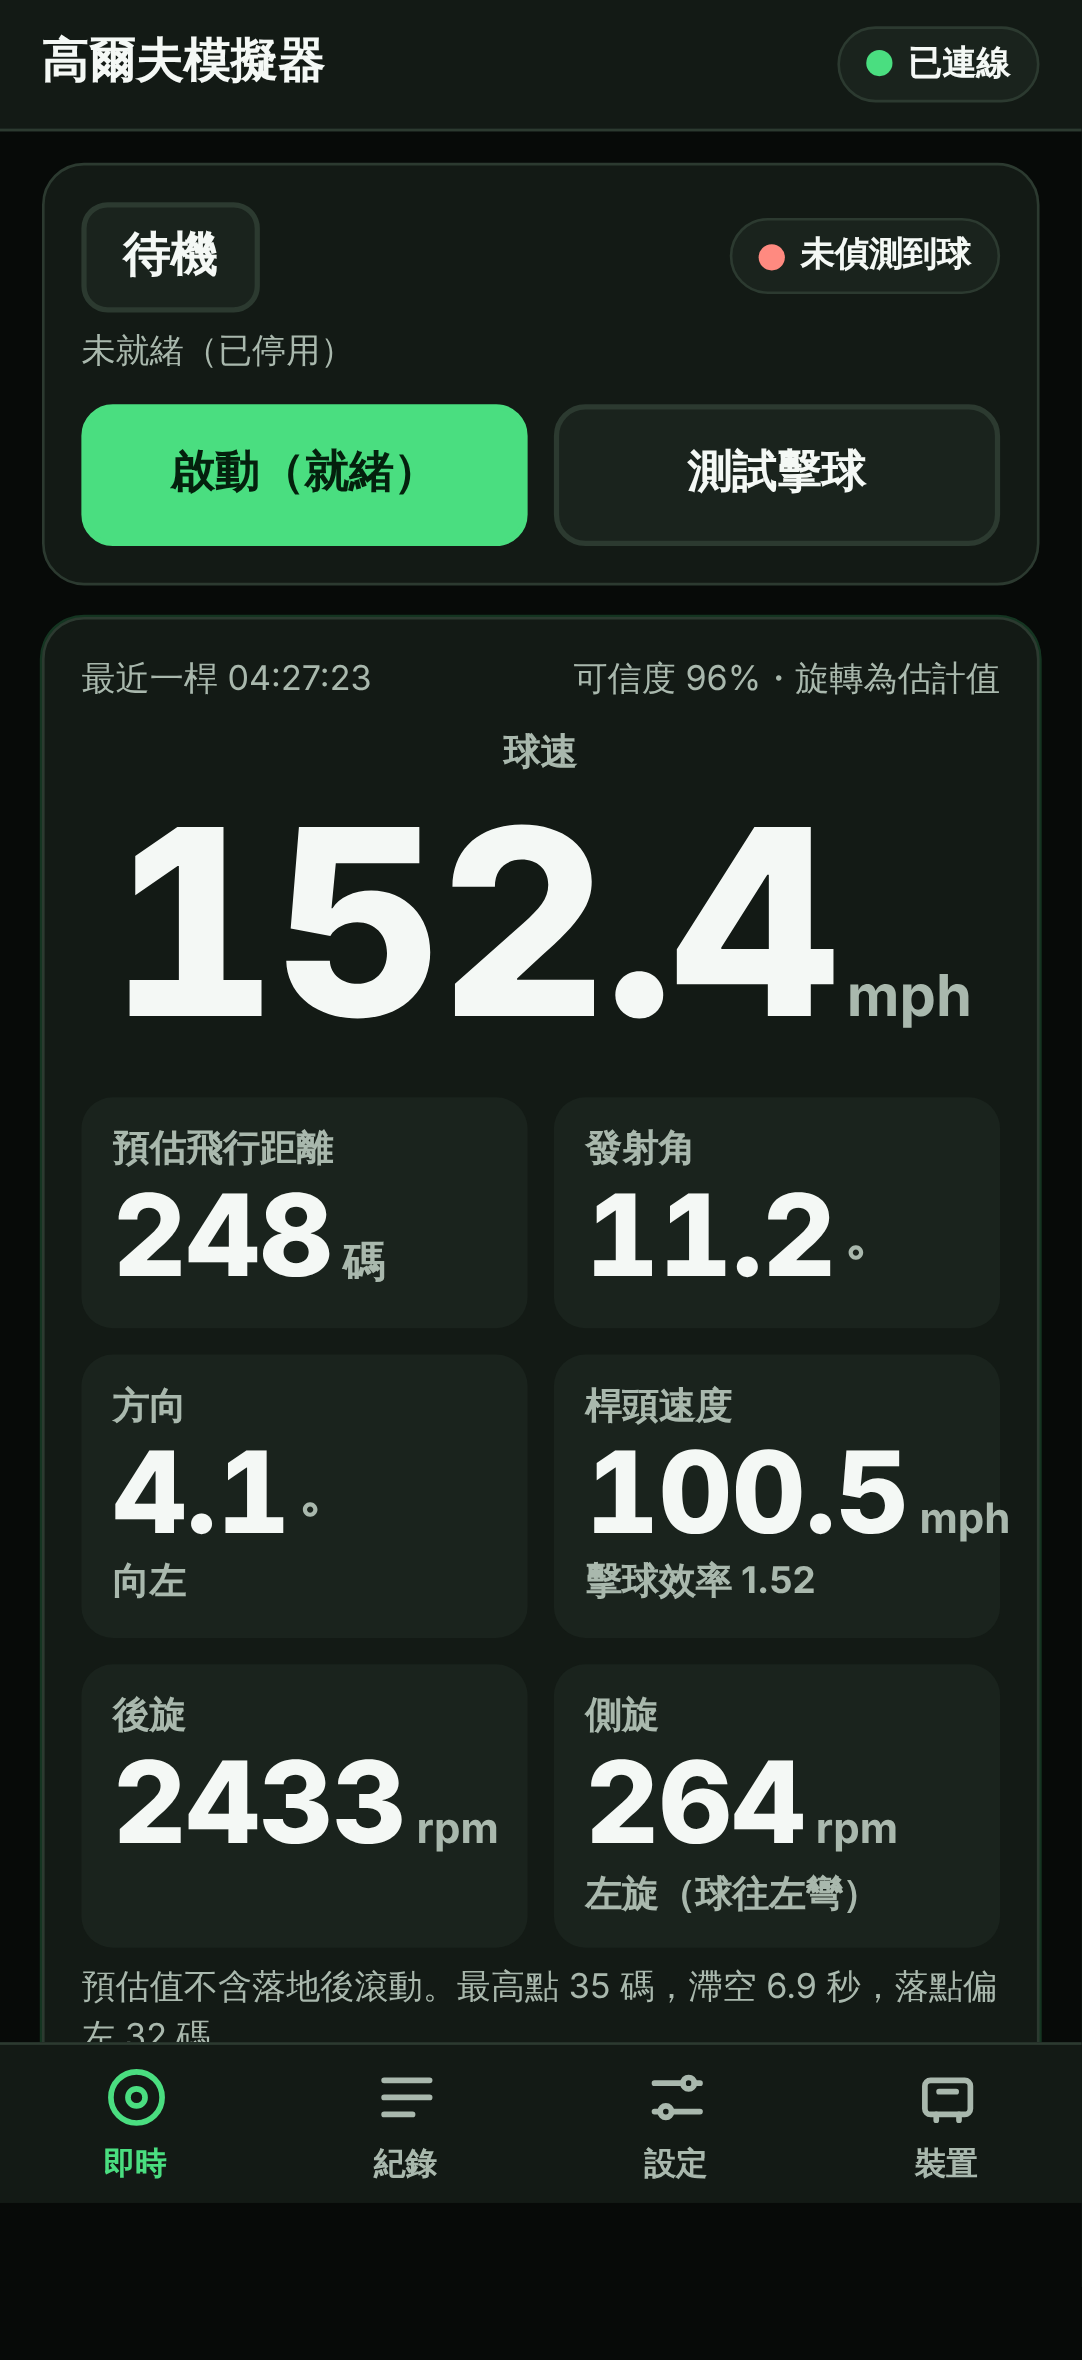 高爾夫模擬器
已連線
待機
未偵測到球
未就緒（已停用）
啟動（就緒）
測試擊球
最近一桿 04:27:23
可信度 96%・旋轉為估計值
球速
152.4 mph
預估飛行距離
248 碼
發射角
11.2 °
方向
4.1 °
向左
桿頭速度
100.5 mph
擊球效率 1.52
後旋
2433 rpm
側旋
264 rpm
左旋（球往左彎）
預估值不含落地後滾動。最高點 35 碼，滯空 6.9 秒，落點偏
左 32 碼
即時
紀錄
設定
裝置